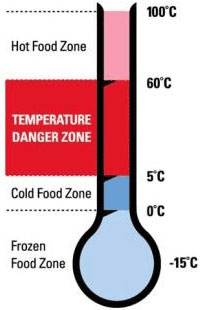 100°C
Hot Food Zone
60°C
TEMPERATURE
DANGER ZONE
5°C
Cold Food Zone
0°C
Frozen
Food Zone
-15°C